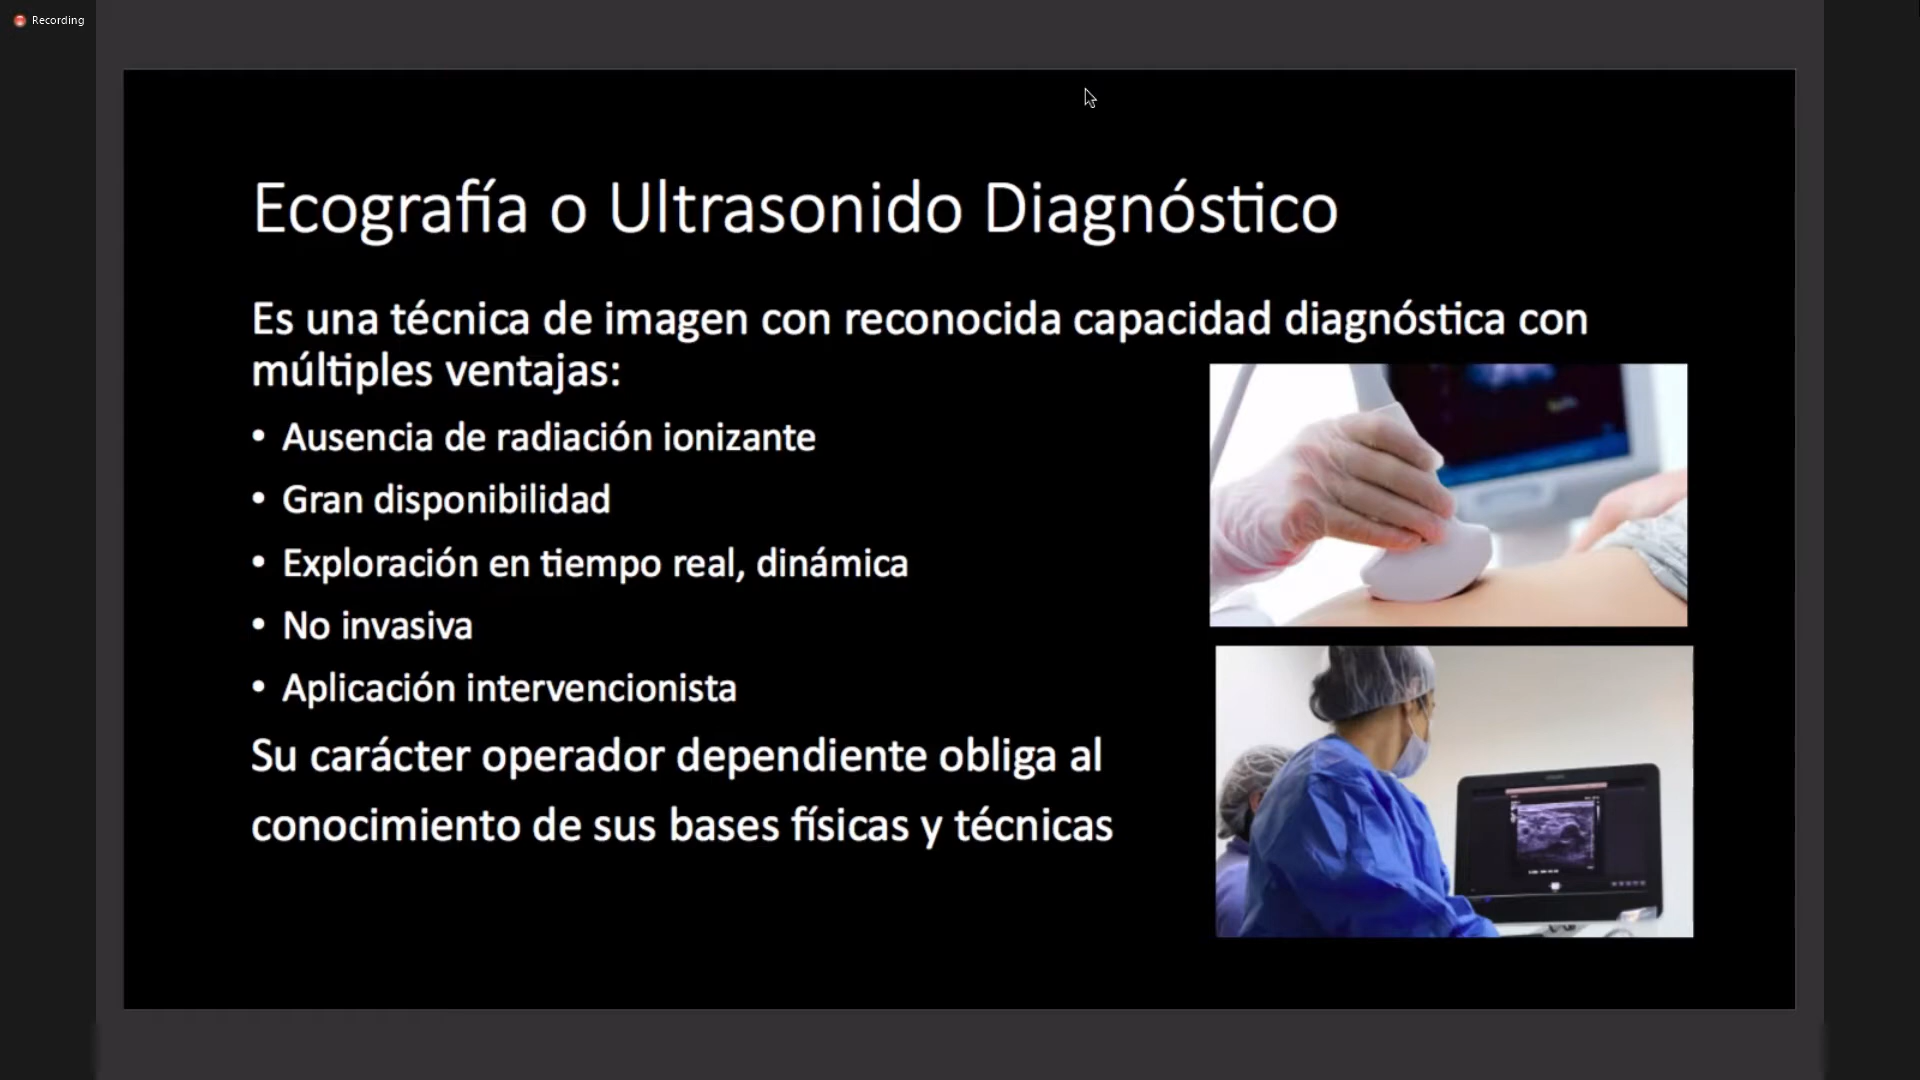 Recording
Ecografía o Ultrasonido Diagnóstico
Es una técnica de imagen con reconocida capacidad diagnóstica con
múltiples ventajas:
• Ausencia de radiación ionizante
• Gran disponibilidad
• Exploración en tiempo real, dinámica
• No invasiva
• Aplicación intervencionista
Su carácter operador dependiente obliga al
conocimiento de sus bases físicas y técnicas